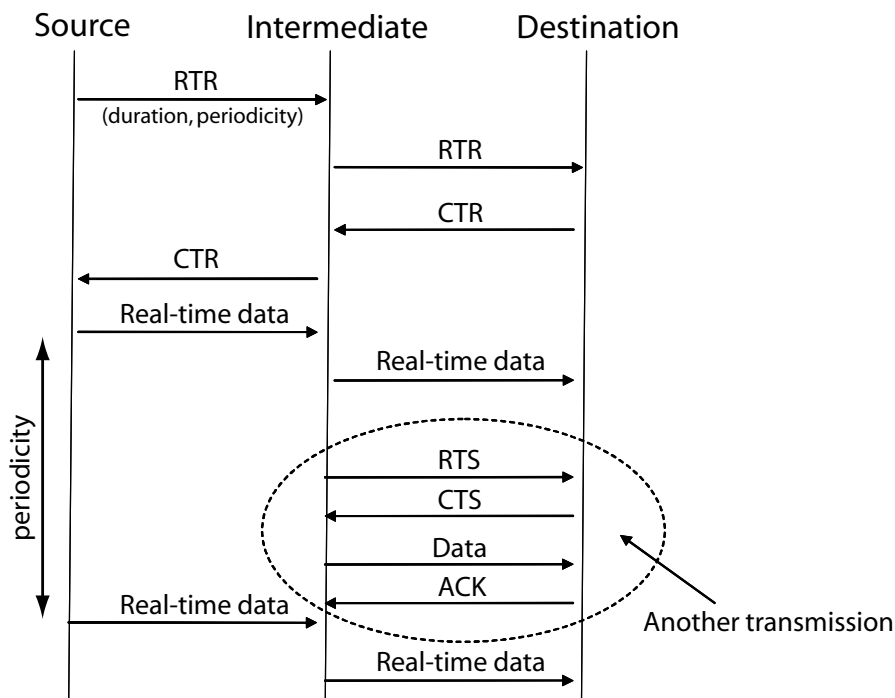 Source Intermediate Destination
RTR
(duration, periodicity)
RTR
CTR
CTR
Real-time data
Real-time data
periodicity
RTS
CTS
Data
ACK
Real-time data
Another transmission
Real-time data